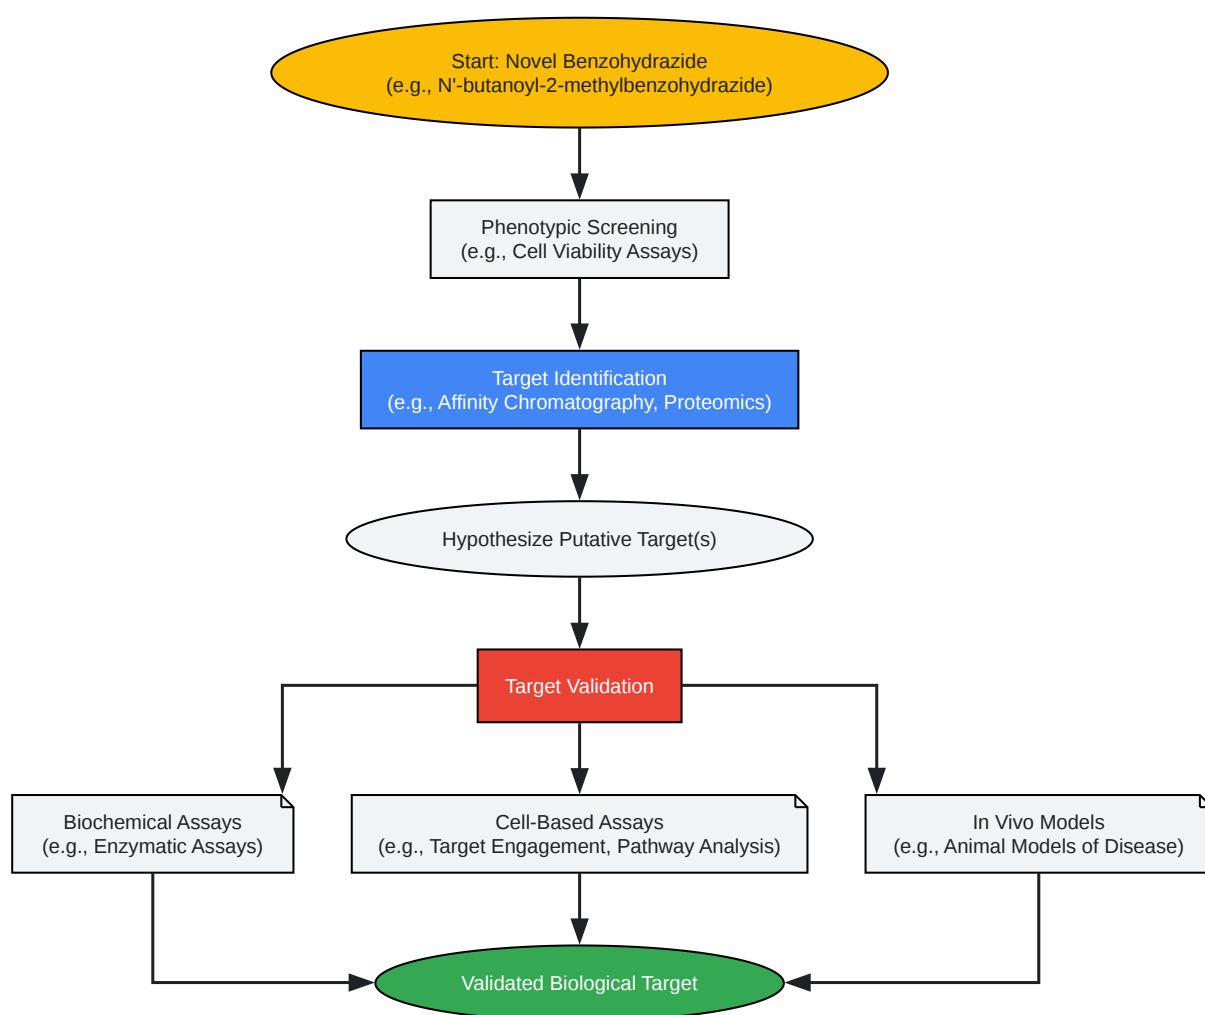 Start: Novel Benzohydrazide
(e.g., N'-butanoyl-2-methylbenzohydrazide)
Phenotypic Screening
(e.g., Cell Viability Assays)
Target Identification
(e.g., Affinity Chromatography, Proteomics)
Hypothesize Putative Target(s)
Target Validation
Biochemical Assays
(e.g., Enzymatic Assays)
Cell-Based Assays
(e.g., Target Engagement, Pathway Analysis)
In Vivo Models
(e.g., Animal Models of Disease)
Validated Biological Target